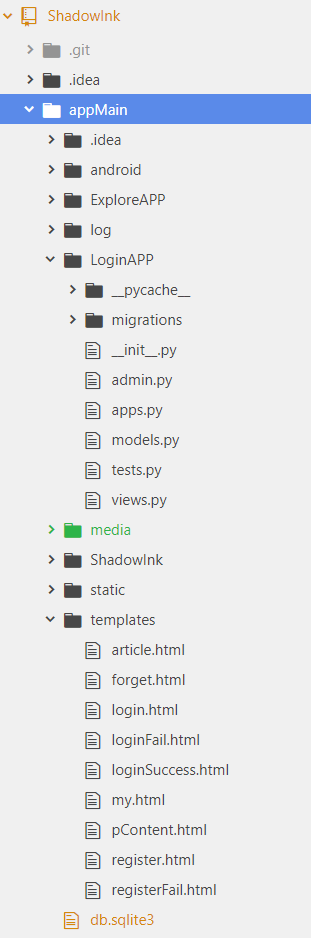 ShadowInk
.git
.idea
appMain
.idea
android
ExploreAPP
log
LoginAPP
__pycache__
migrations
__init__.py
admin.py
apps.py
models.py
tests.py
views.py
media
ShadowInk
static
templates
article.html
forget.html
login.html
loginFail.html
loginSuccess.html
my.html
pContent.html
register.html
registerFail.html
db.sqlite3